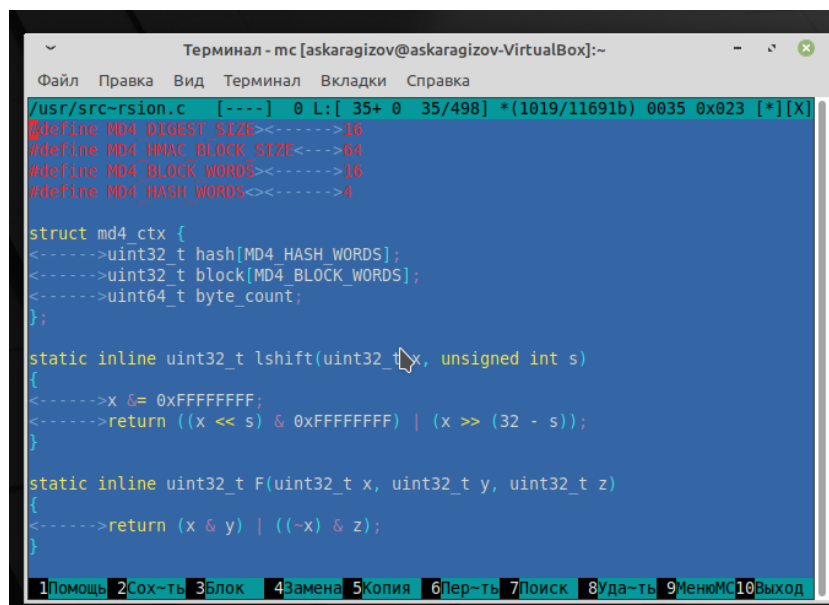 Терминал - mc [askaragizov@askaragizov-VirtualBox]:~
Файл Правка Вид Терминал Вкладки Справка
/usr/src~rsion.c [----] 0 L:[ 35+ 0 35/498] *(1019/11691b) 0035 0x023 [*][X]
#define MD4_DIGEST_SIZE><------>16
#define MD4_HMAC_BLOCK_SIZE<--->64
#define MD4_BLOCK_WORDS><------>16
#define MD4_HASH_WORDS<><------>4
struct md4_ctx {
<------>uint32_t hash[MD4_HASH_WORDS];
<------>uint32_t block[MD4_BLOCK_WORDS];
<------>uint64_t byte_count;
};
static inline uint32_t lshift(uint32_t x, unsigned int s)
{
<------>x &= 0xFFFFFFFF;
<------>return ((x << s) & 0xFFFFFFFF) | (x >> (32 - s));
}
static inline uint32_t F(uint32_t x, uint32_t y, uint32_t z)
{
<------>return (x & y) | ((~x) & z);
}
1Помощь 2Сох~ть 3Блок 4Замена 5Копия 6Пер~ть 7Поиск 8Уда~ть 9МенюМС 10Выход